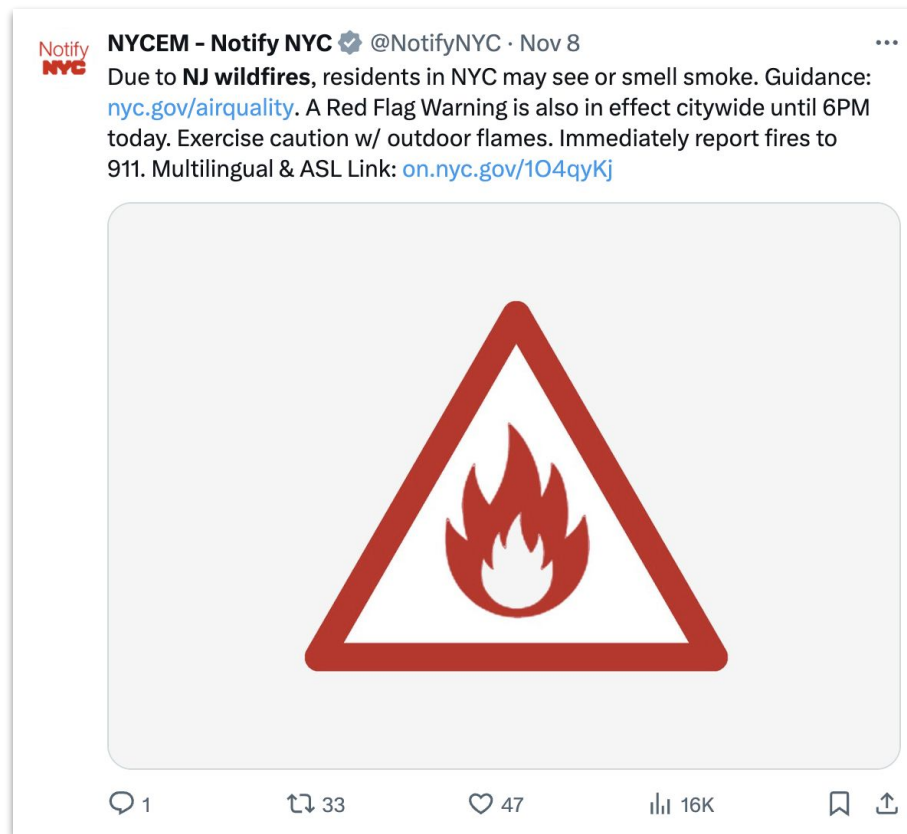 Notify
NYC
NYCEM - Notify NYC @NotifyNYC · Nov 8
Due to NJ wildfires, residents in NYC may see or smell smoke. Guidance:
nyc.gov/airquality. A Red Flag Warning is also in effect citywide until 6PM
today. Exercise caution w/ outdoor flames. Immediately report fires to
911. Multilingual & ASL Link: on.nyc.gov/1O4qyKj
1 33 47 16K